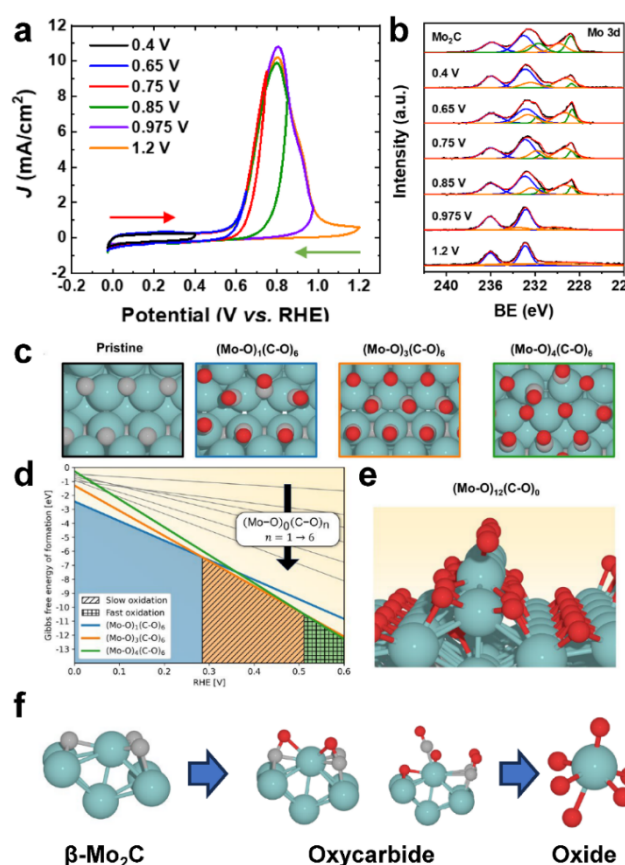 a
0.4 V
0.65 V
0.75 V
0.85 V
0.975 V
1.2 V
J (mA/cm²)
12
10
8
6
4
2
0
-2
-0.2 0.0 0.2 0.4 0.6 0.8 1.0 1.2
Potential (V vs. RHE)
b
Mo₂C
Mo 3d
0.4 V
0.65 V
0.75 V
0.85 V
0.975 V
1.2 V
Intensity (a.u.)
240 236 232 228 22
BE (eV)
c
Pristine
(Mo-O)₁(C-O)₆
(Mo-O)₃(C-O)₆
(Mo-O)₄(C-O)₆
d
Gibbs free energy of formation [eV]
0
-1
-2
-3
-4
-5
-6
-7
-8
-9
-10
-11
-12
-13
(Mo−O)₀(C−O)ₙ
n = 1 → 6
Slow oxidation
Fast oxidation
(Mo-O)₁(C-O)₆
(Mo-O)₃(C-O)₆
(Mo-O)₄(C-O)₆
0.0 0.1 0.2 0.3 0.4 0.5 0.6
RHE [V]
e
(Mo-O)₁₂(C-O)₀
f
β-Mo₂C
Oxycarbide
Oxide